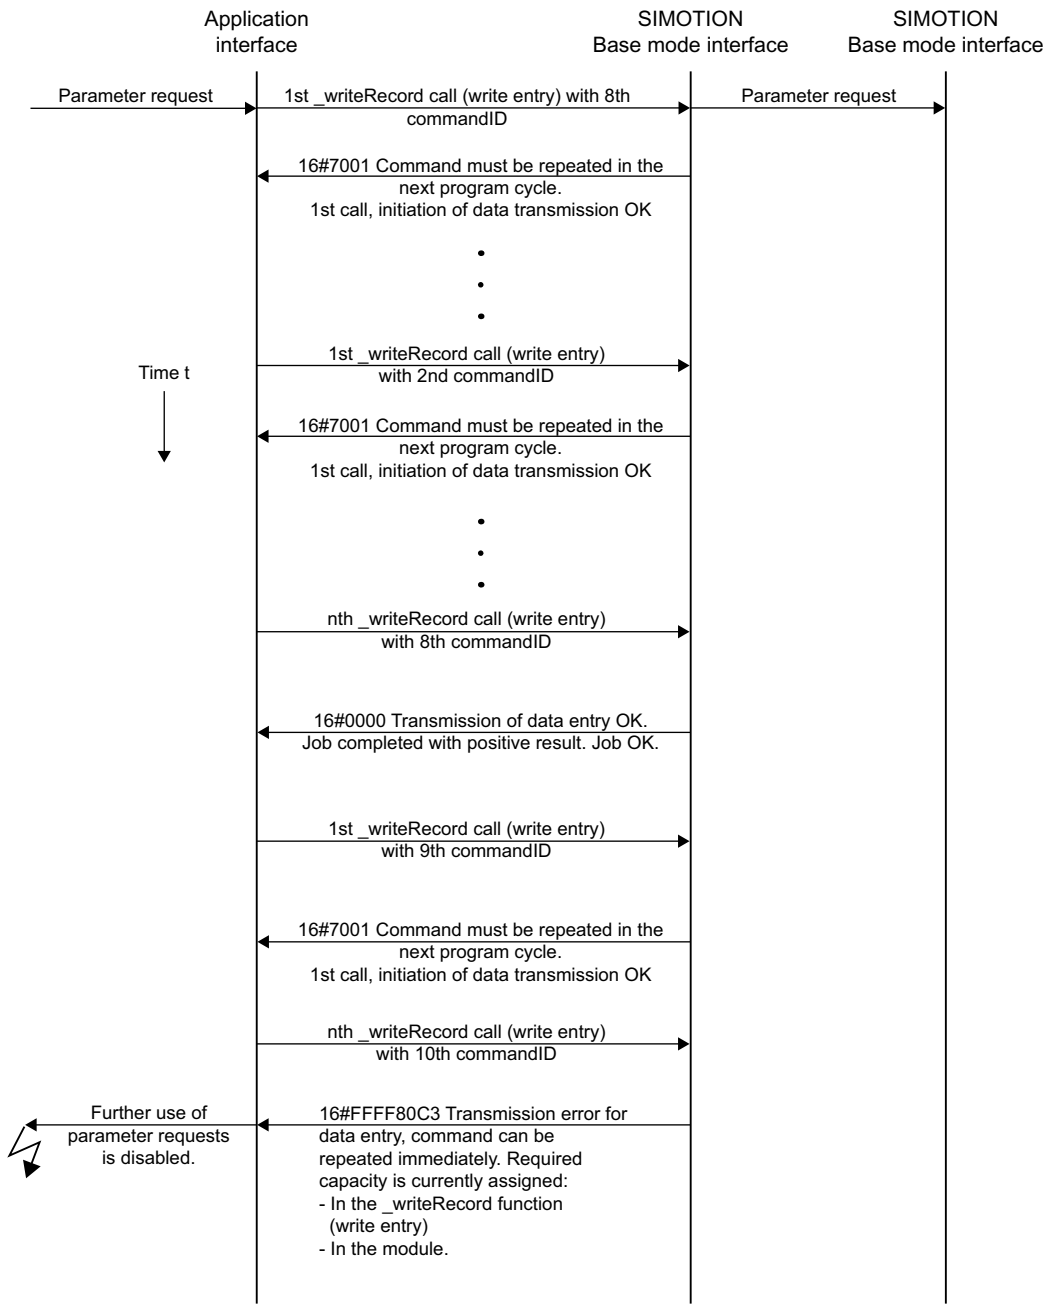 Application
interface
SIMOTION
Base mode interface
SIMOTION
Base mode interface
Parameter request
1st _writeRecord call (write entry) with 8th
commandID
Parameter request
16#7001 Command must be repeated in the
next program cycle.
1st call, initiation of data transmission OK
1st _writeRecord call (write entry)
with 2nd commandID
Time t
16#7001 Command must be repeated in the
next program cycle.
1st call, initiation of data transmission OK
nth _writeRecord call (write entry)
with 8th commandID
16#0000 Transmission of data entry OK.
Job completed with positive result. Job OK.
1st _writeRecord call (write entry)
with 9th commandID
16#7001 Command must be repeated in the
next program cycle.
1st call, initiation of data transmission OK
nth _writeRecord call (write entry)
with 10th commandID
Further use of
parameter requests
is disabled.
16#FFFF80C3 Transmission error for
data entry, command can be
repeated immediately. Required
capacity is currently assigned:
- In the _writeRecord function
(write entry)
- In the module.